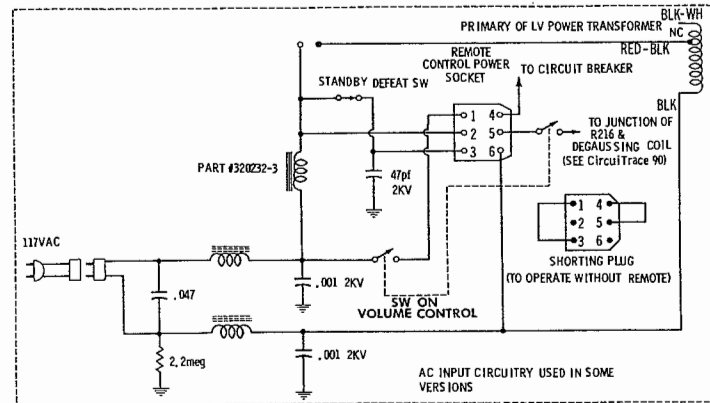 BLK-WH
PRIMARY OF LV POWER TRANSFORMER
NC
RED-BLK
REMOTE
CONTROL POWER
SOCKET
TO CIRCUIT BREAKER
STANDBY DEFEAT SW
BLK
1 4
2 5
3 6
TO JUNCTION OF
R216 &
DEGAUSSING COIL
(SEE CircuiTrace 90)
PART #320232-3
47pf
2KV
1 4
2 5
3 6
SHORTING PLUG
(TO OPERATE WITHOUT REMOTE)
117VAC
.001 2KV
SW ON
VOLUME CONTROL
.047
2.2meg
.001 2KV
AC INPUT CIRCUITRY USED IN SOME
VERSIONS